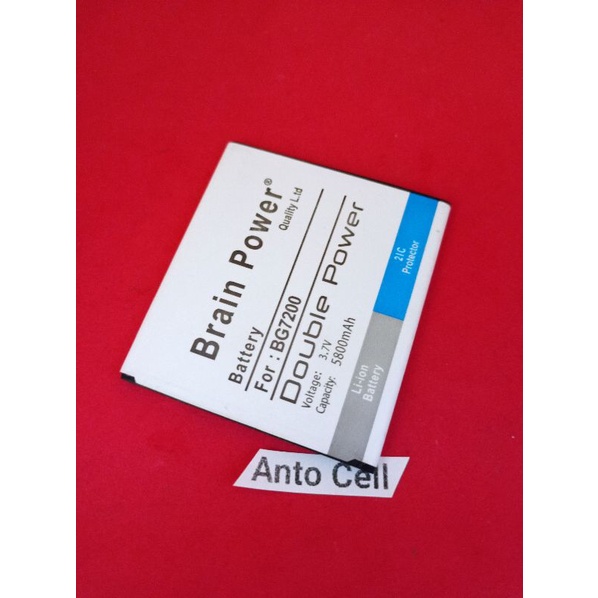 Brain Power®
Quality L.td
Battery
For : BG7200
Double Power
Voltage: 3.7V
Capacity: 5800mAh
2IC
Protector
Li-Ion
Battery
Anto Cell